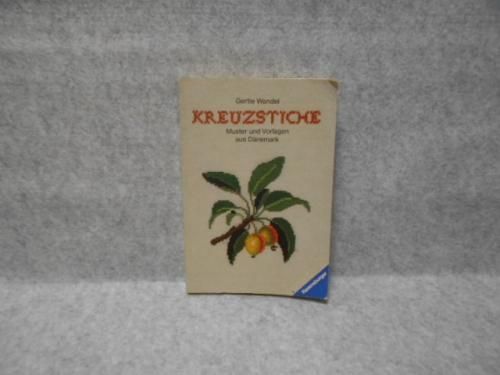 Gertie Wandel
KREUZSTICHE
Muster und Vorlagen
aus Dänemark
Ravensburger